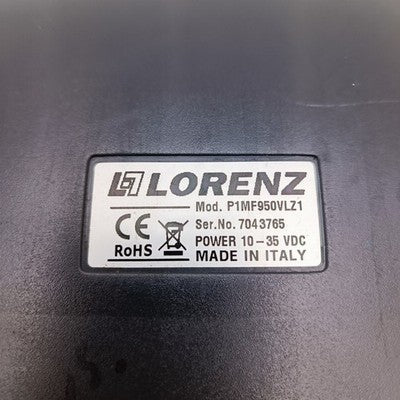 LORENZ
Mod. P1MF950VLZ1
Ser.No. 7043765
CE
RoHS
POWER 10-35 VDC
MADE IN ITALY